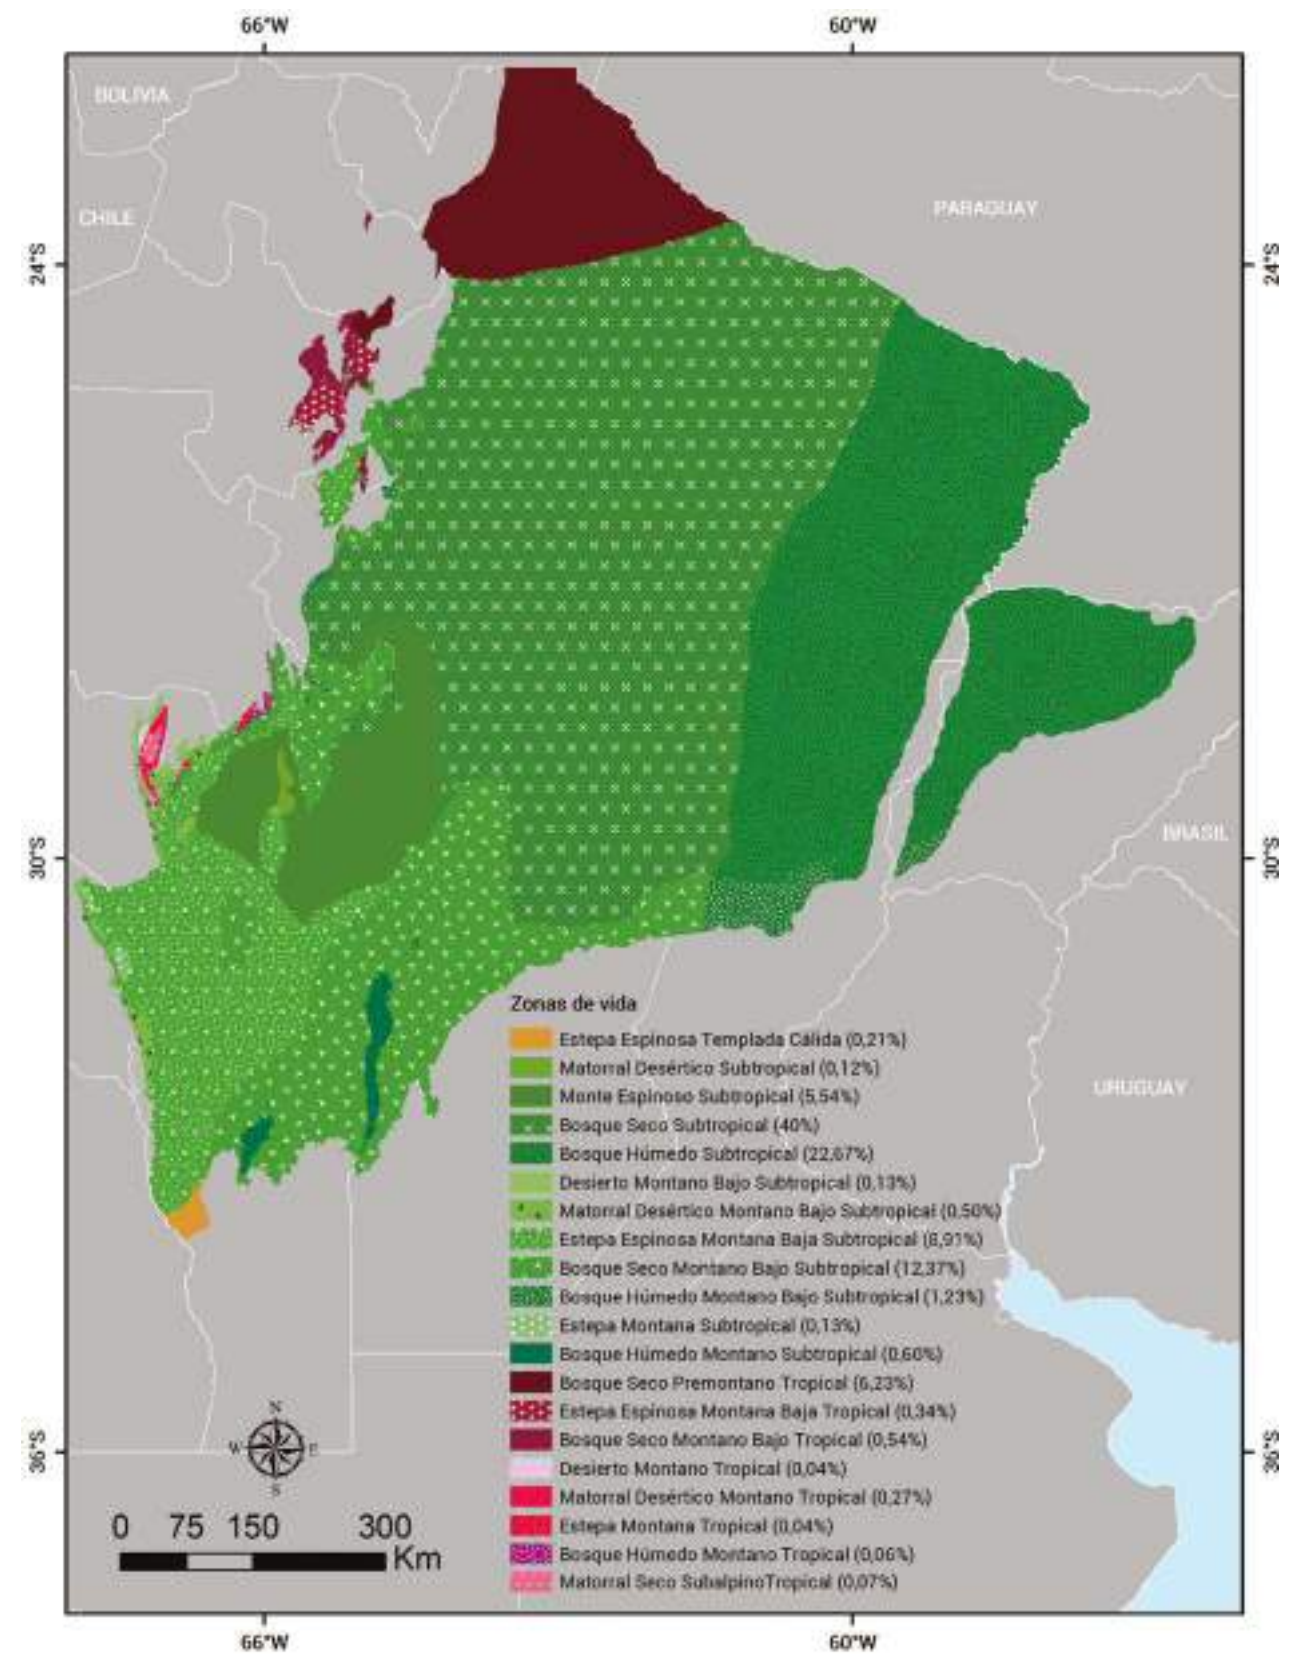 66°W 60°W
BOLIVIA
CHILE
PARAGUAY
24°S 24°S
30°S 30°S
BRASIL
URUGUAY
Zonas de vida
Estepa Espinosa Templada Cálida (0,21%)
Matorral Desértico Subtropical (0,12%)
Monte Espinoso Subtropical (5,54%)
Bosque Seco Subtropical (40%)
Bosque Húmedo Subtropical (22,67%)
Desierto Montano Bajo Subtropical (0,13%)
Matorral Desértico Montano Bajo Subtropical (0,50%)
Estepa Espinosa Montana Baja Subtropical (8,91%)
Bosque Seco Montano Bajo Subtropical (12,37%)
Bosque Húmedo Montano Bajo Subtropical (1,23%)
Estepa Montana Subtropical (0,13%)
Bosque Húmedo Montano Subtropical (0,60%)
Bosque Seco Premontano Tropical (6,23%)
Estepa Espinosa Montana Baja Tropical (0,34%)
Bosque Seco Montano Bajo Tropical (0,54%)
Desierto Montano Tropical (0,04%)
Matorral Desértico Montano Tropical (0,27%)
Estepa Montana Tropical (0,04%)
Bosque Húmedo Montano Tropical (0,06%)
Matorral Seco SubalpinoTropical (0,07%)
N
W E
S
36°S 36°S
0 75 150 300
Km
66°W 60°W